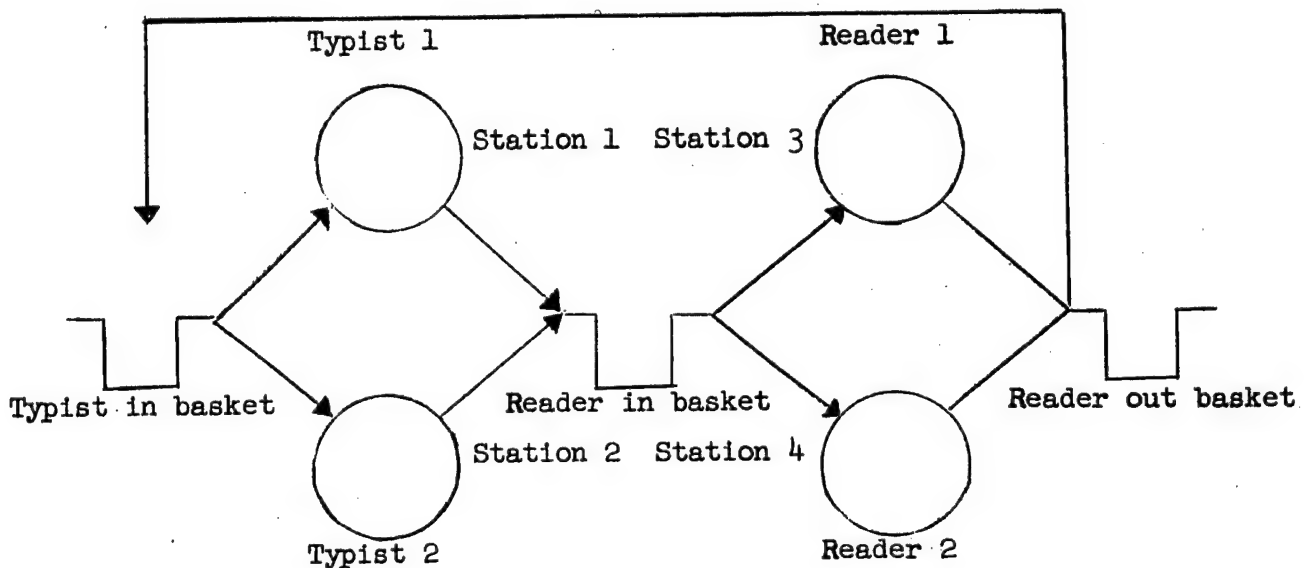 Typist 1
Reader 1
Station 1
Station 3
Typist in basket
Reader in basket
Reader out basket
Station 2
Station 4
Typist 2
Reader 2